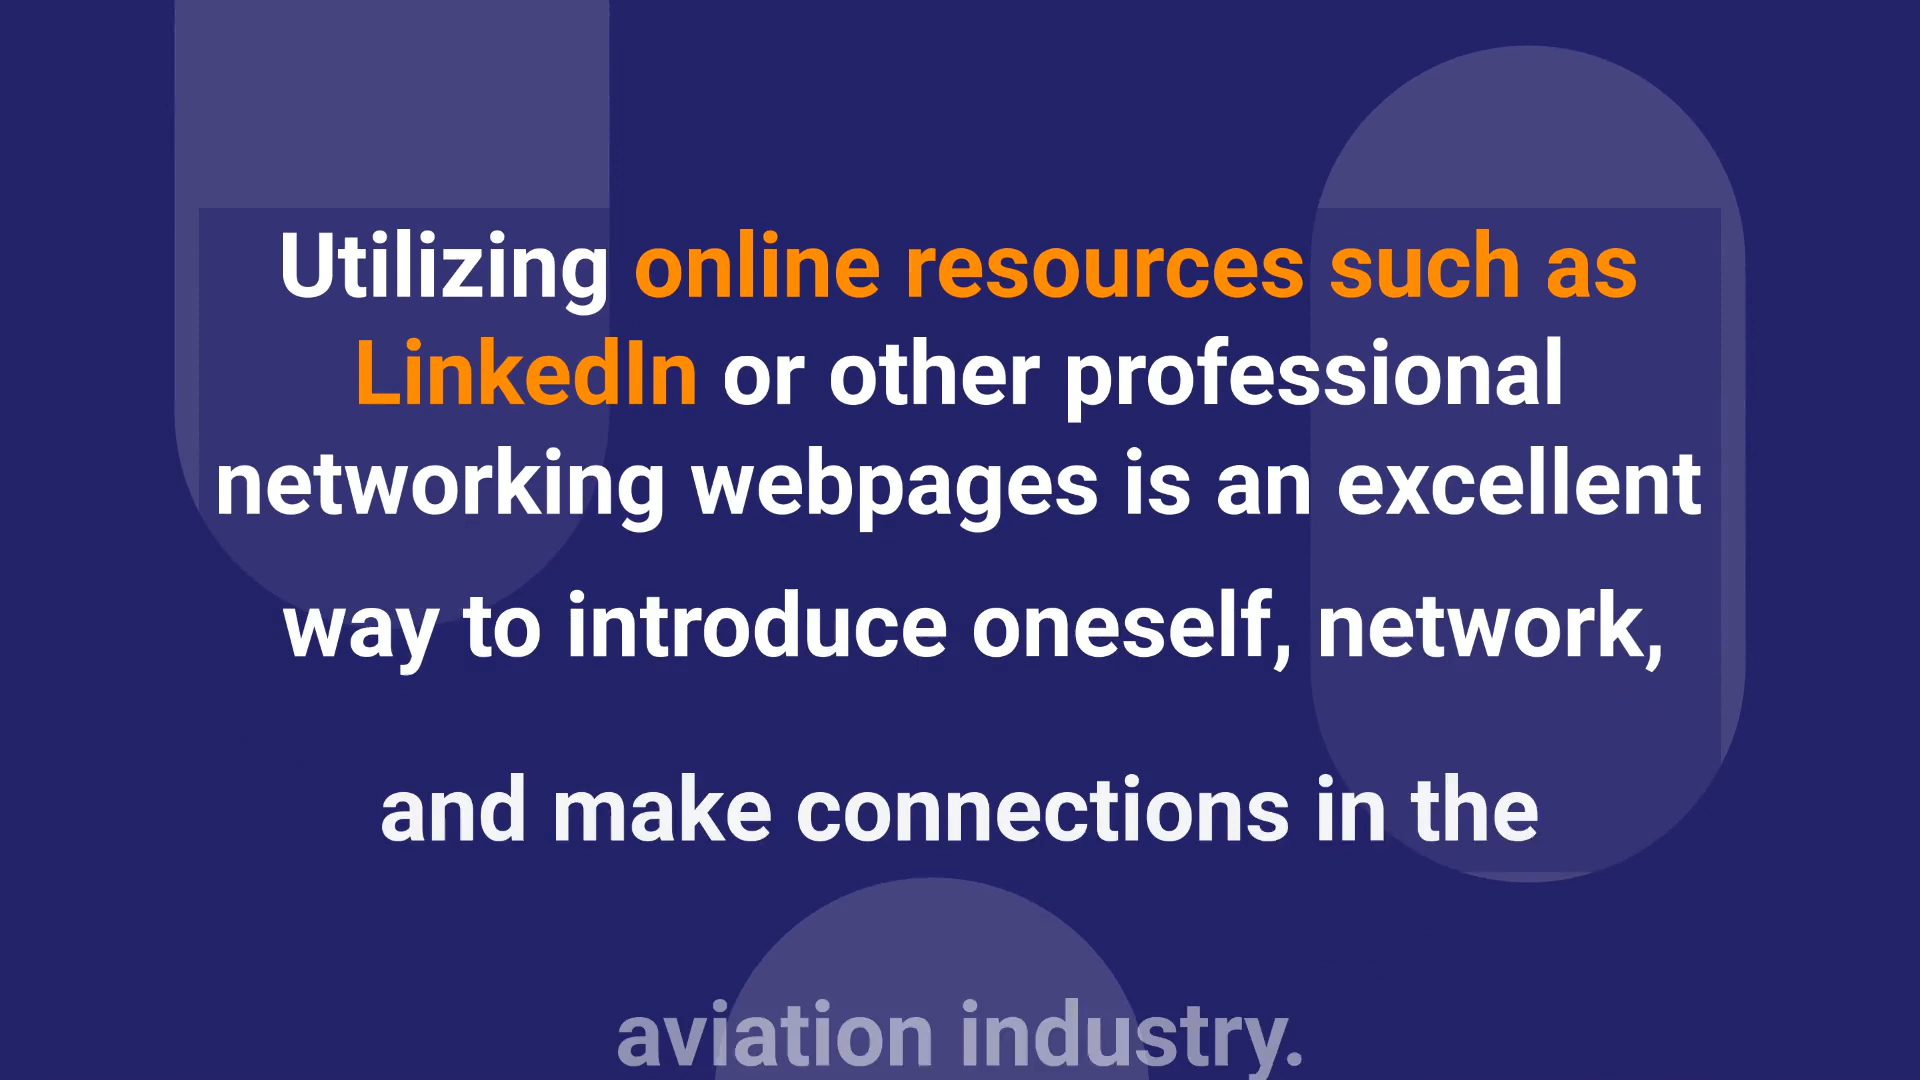 Utilizing online resources such as
LinkedIn or other professional
networking webpages is an excellent
way to introduce oneself, network,
and make connections in the
aviation industry.